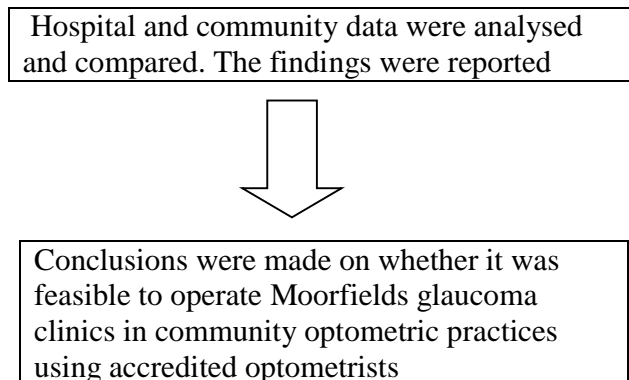 Hospital and community data were analysed
and compared. The findings were reported
Conclusions were made on whether it was
feasible to operate Moorfields glaucoma
clinics in community optometric practices
using accredited optometrists